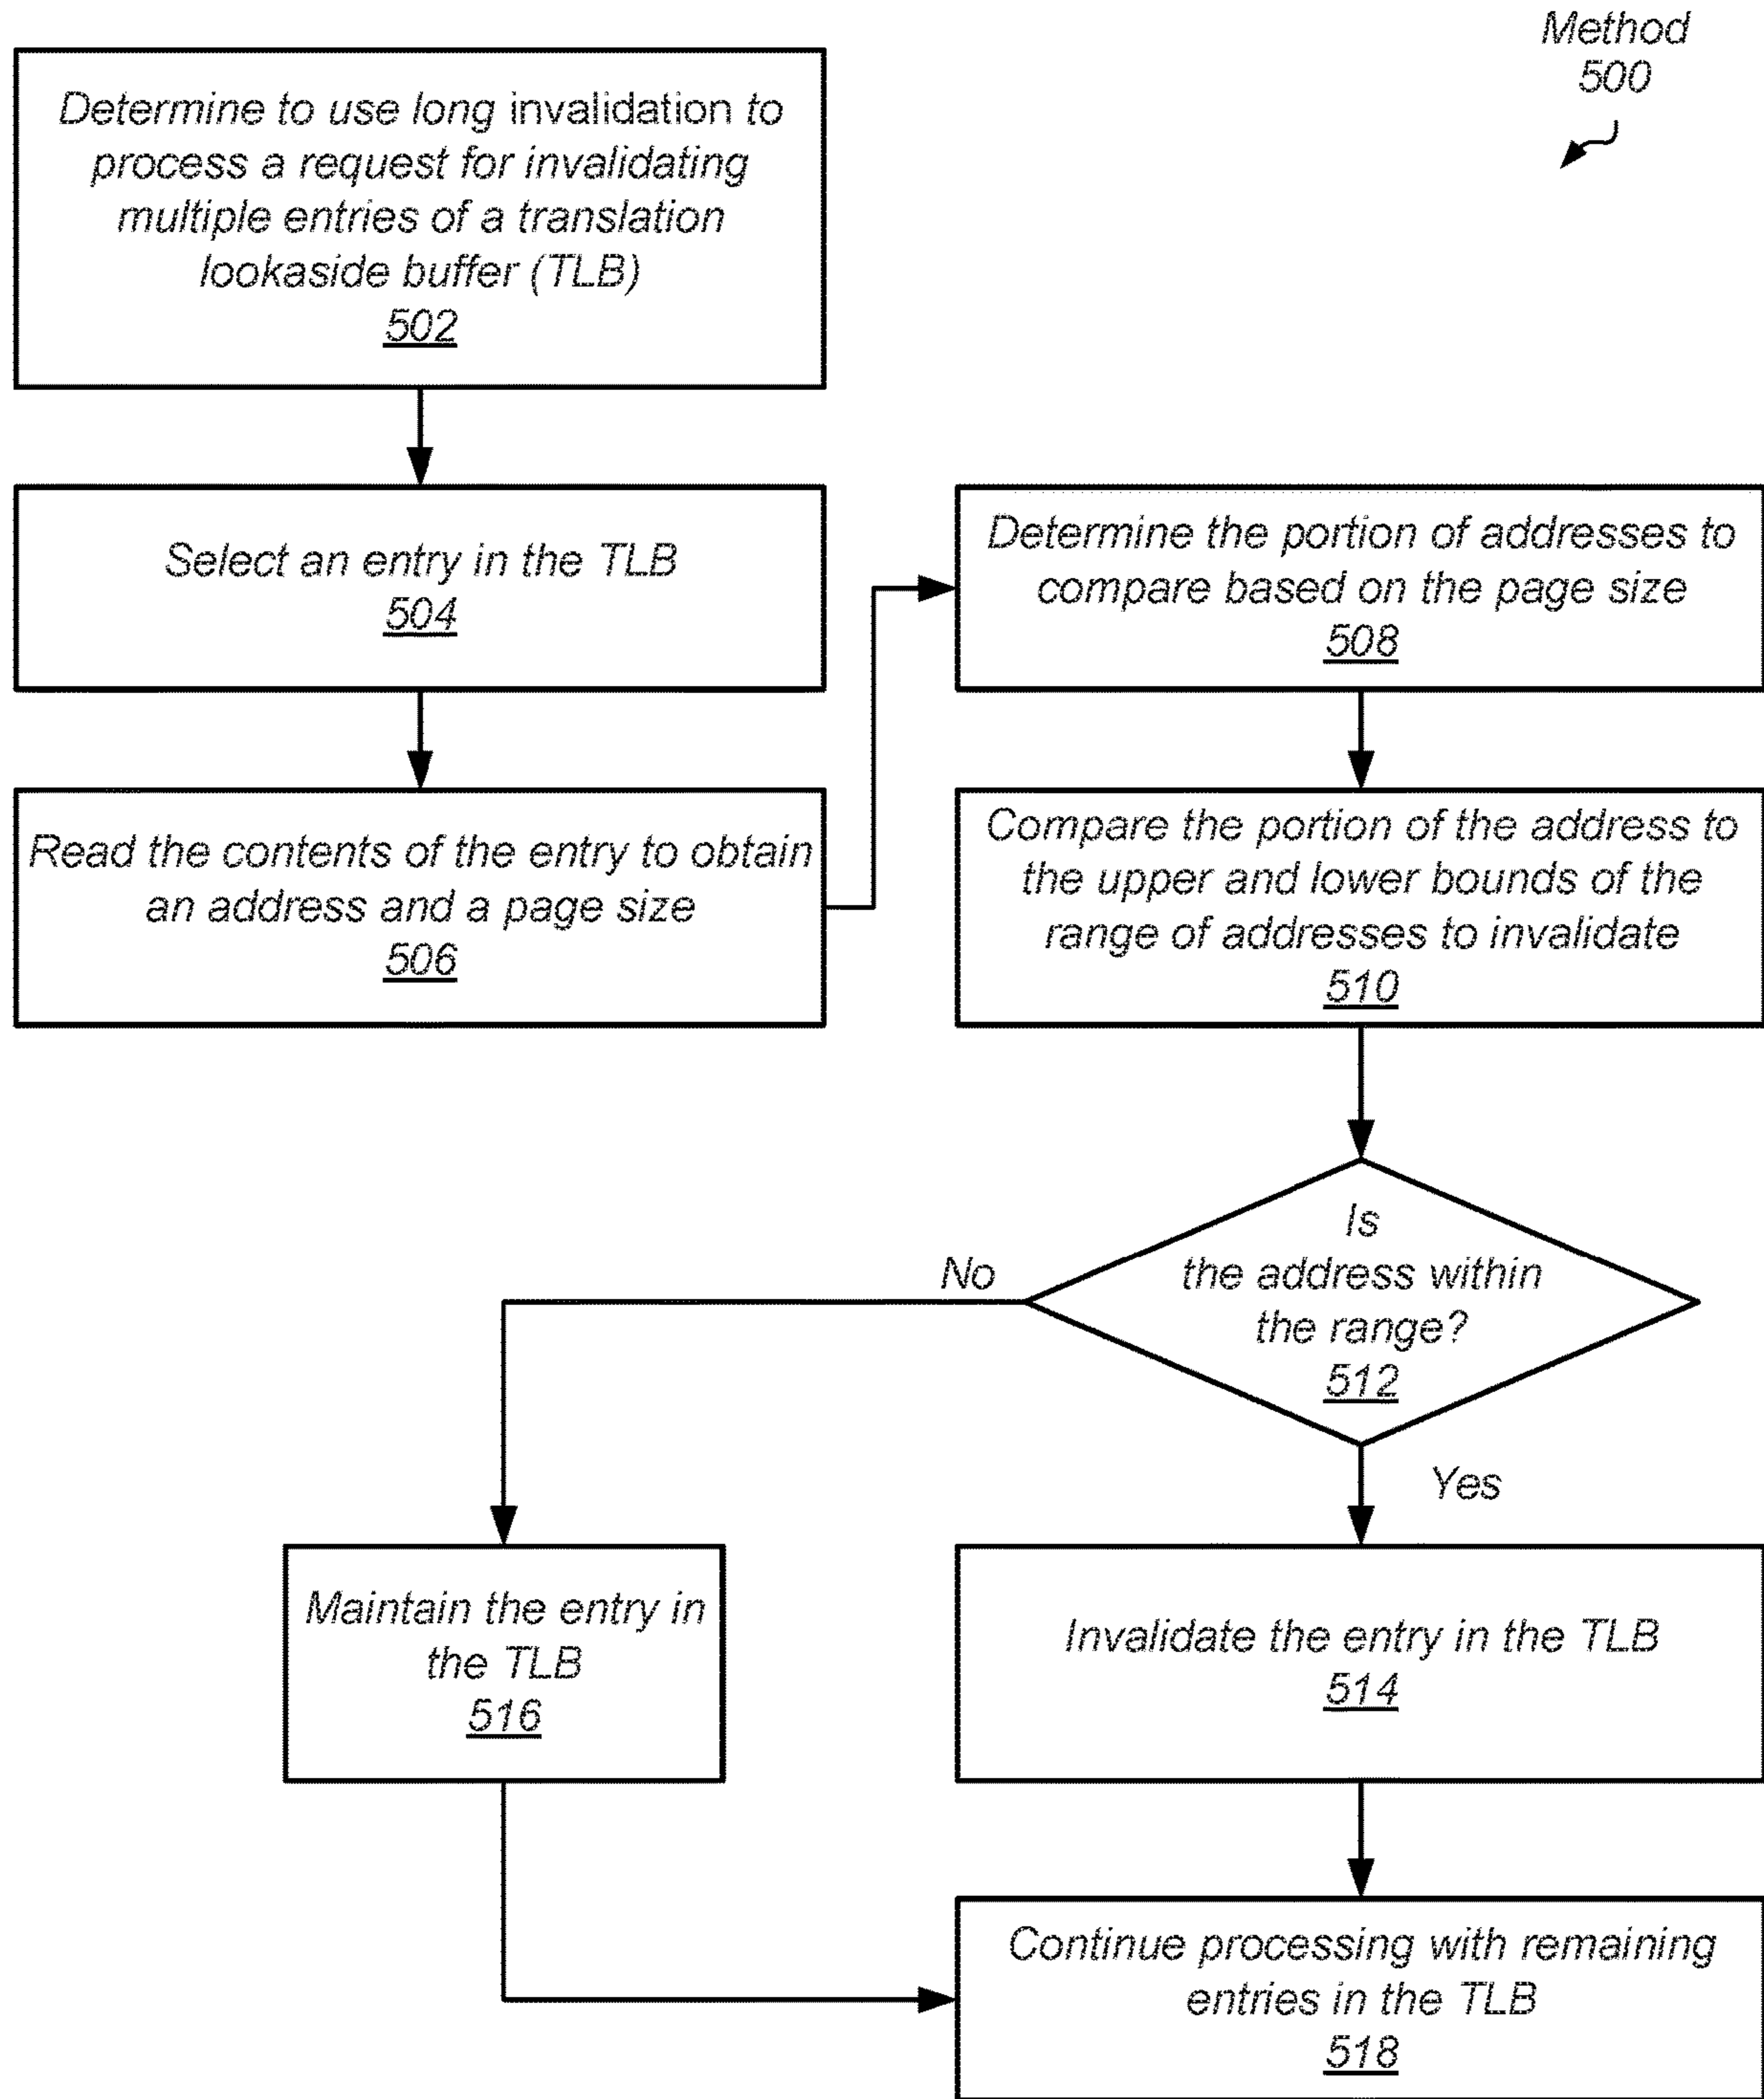 Method
500
Determine to use long invalidation to
process a request for invalidating
multiple entries of a translation
lookaside buffer (TLB)
502
Select an entry in the TLB
504
Read the contents of the entry to obtain
an address and a page size
506
Determine the portion of addresses to
compare based on the page size
508
Compare the portion of the address to
the upper and lower bounds of the
range of addresses to invalidate
510
Is
the address within
the range?
512
No
Yes
Maintain the entry in
the TLB
516
Invalidate the entry in the TLB
514
Continue processing with remaining
entries in the TLB
518